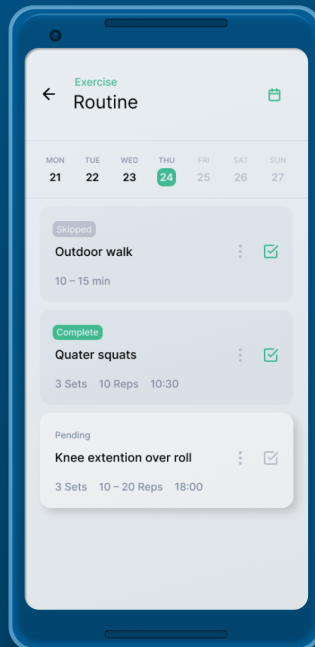 Exercise
Routine
MON TUE WED THU FRI SAT SUN
21 22 23 24 25 26 27
Skipped
Outdoor walk
10 – 15 min
Complete
Quater squats
3 Sets 10 Reps 10:30
Pending
Knee extention over roll
3 Sets 10 – 20 Reps 18:00